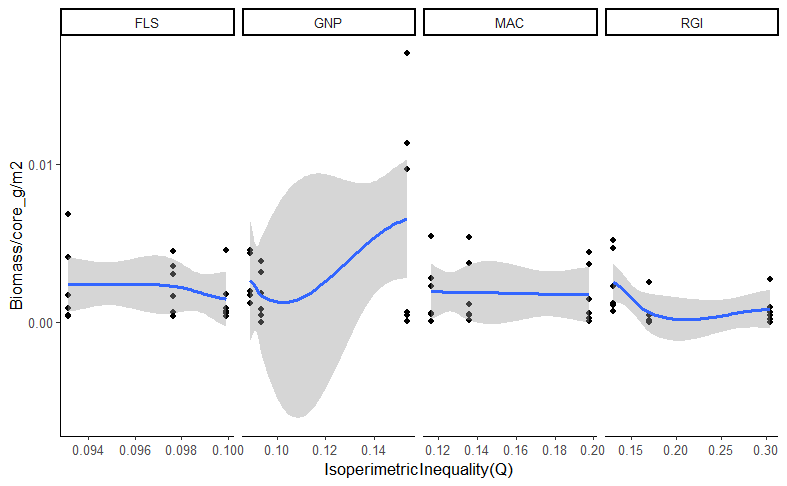 FLS GNP MAC RGI
0.01
0.00
Biomass/core_g/m2
0.094 0.096 0.098 0.100 0.10 0.12 0.14 0.12 0.14 0.16 0.18 0.20 0.15 0.20 0.25 0.30
IsoperimetricInequality(Q)